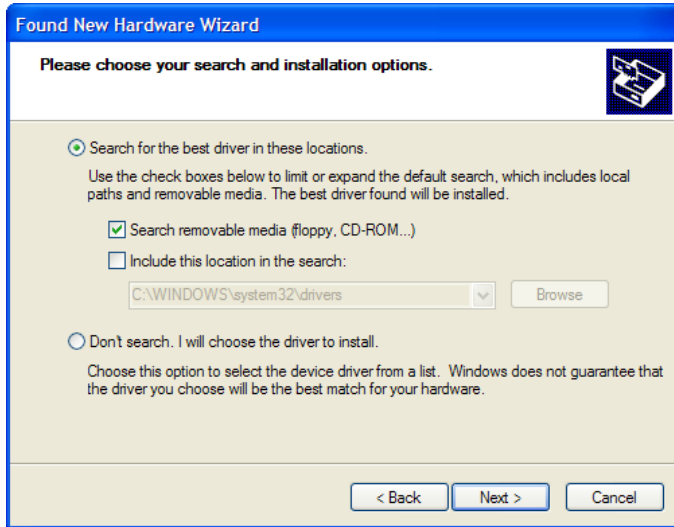 Found New Hardware Wizard
Please choose your search and installation options.
Search for the best driver in these locations.
Use the check boxes below to limit or expand the default search, which includes local
paths and removable media. The best driver found will be installed.
Search removable media (floppy, CD-ROM...)
Include this location in the search:
C:\WINDOWS\system32\drivers
Browse
Don't search. I will choose the driver to install.
Choose this option to select the device driver from a list. Windows does not guarantee that
the driver you choose will be the best match for your hardware.
< Back
Next >
Cancel